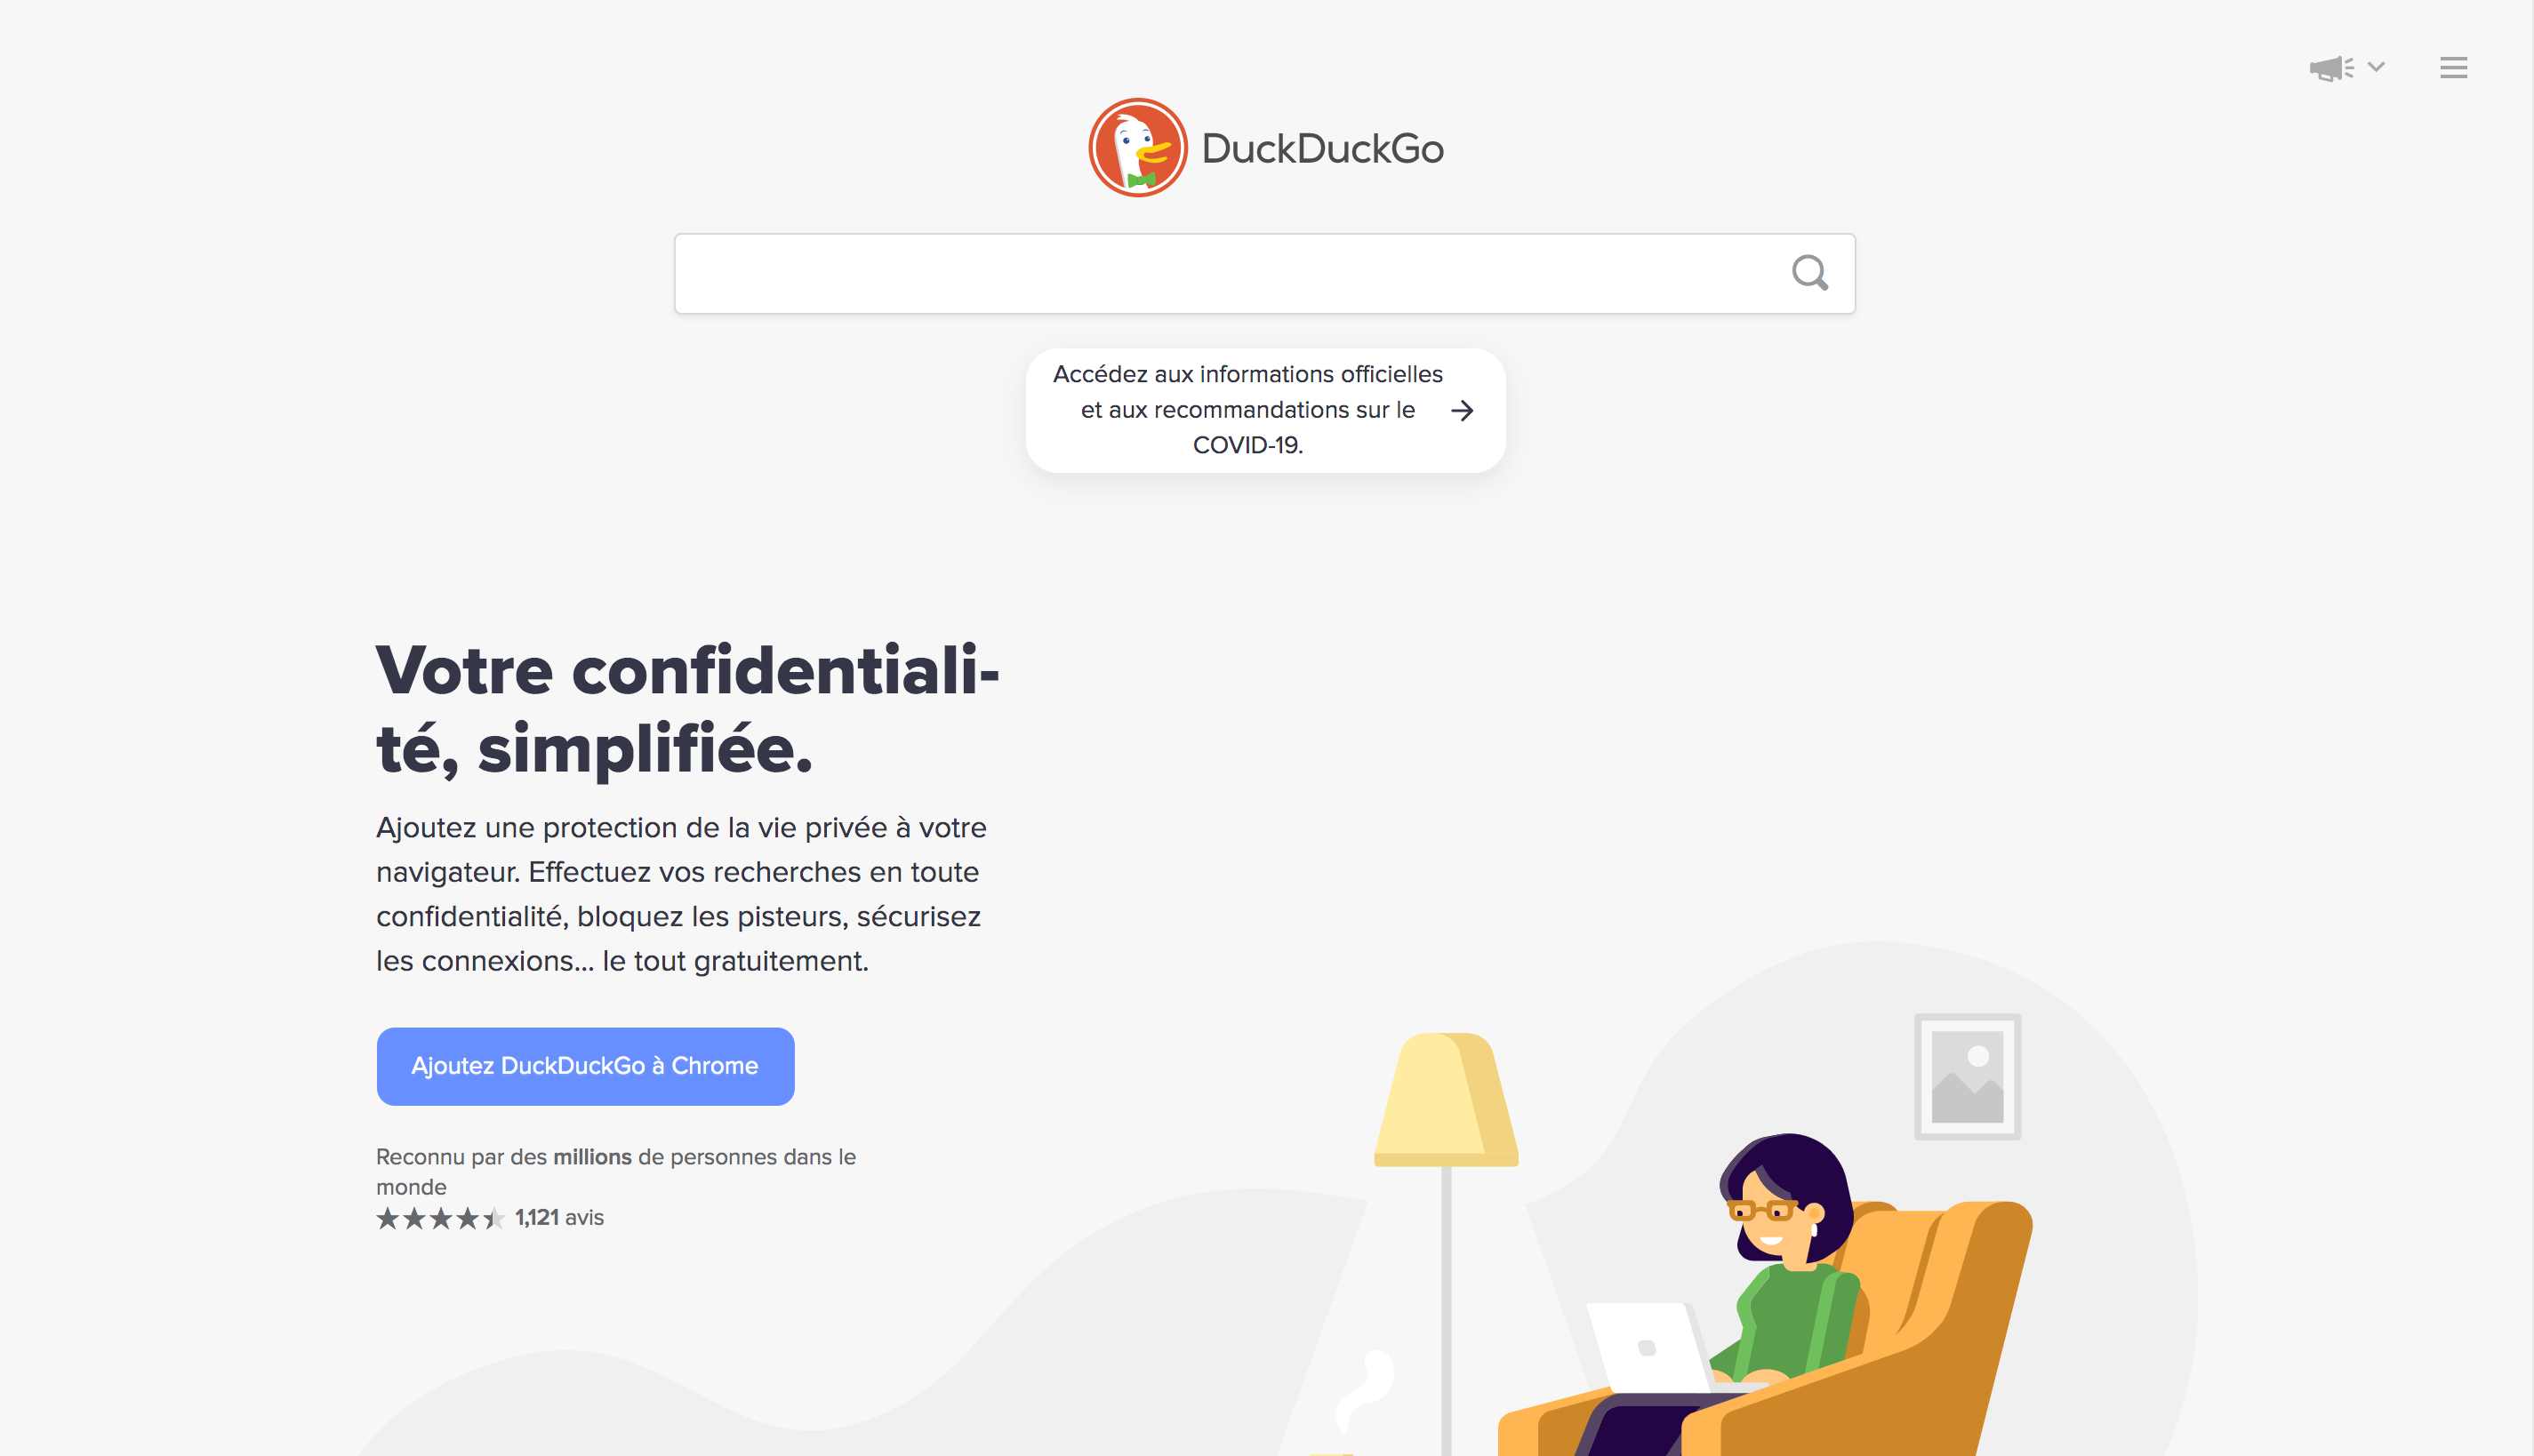 DuckDuckGo
Accédez aux informations officielles
et aux recommandations sur le
COVID-19.
Votre confidentiali-
té, simplifiée.
Ajoutez une protection de la vie privée à votre
navigateur. Effectuez vos recherches en toute
confidentialité, bloquez les pisteurs, sécurisez
les connexions... le tout gratuitement.
Ajoutez DuckDuckGo à Chrome
Reconnu par des millions de personnes dans le
monde
1,121 avis